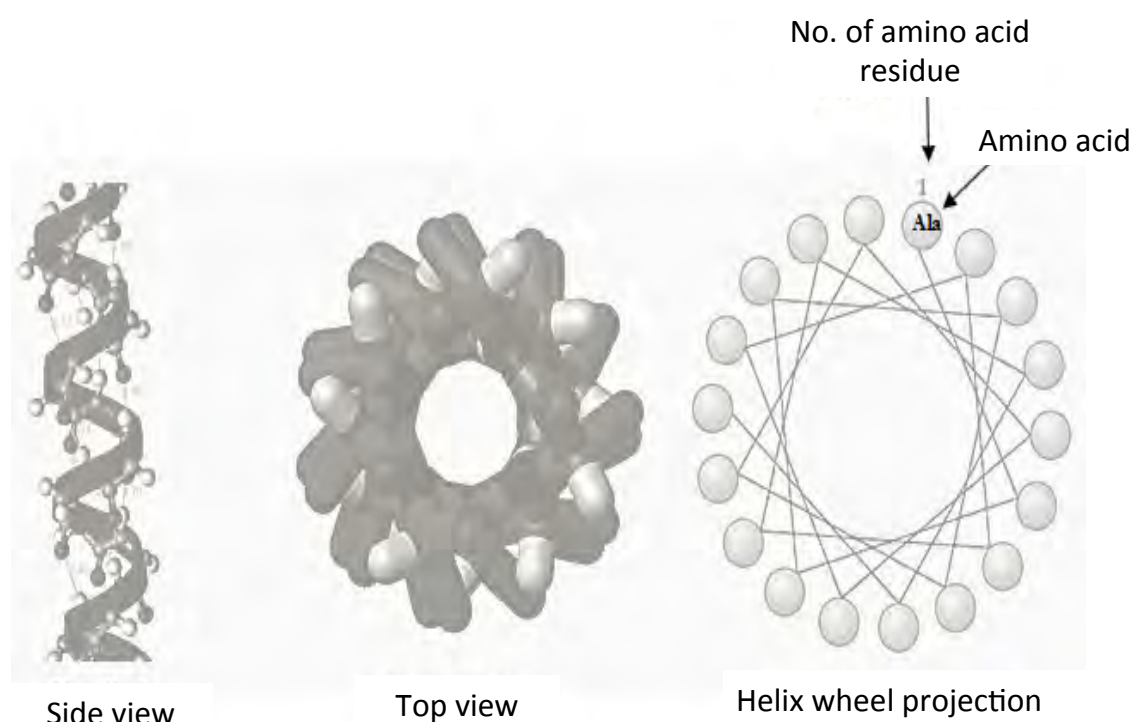 No. of amino acid
residue
Amino acid
1
Ala
Side view
Top view
Helix wheel projection